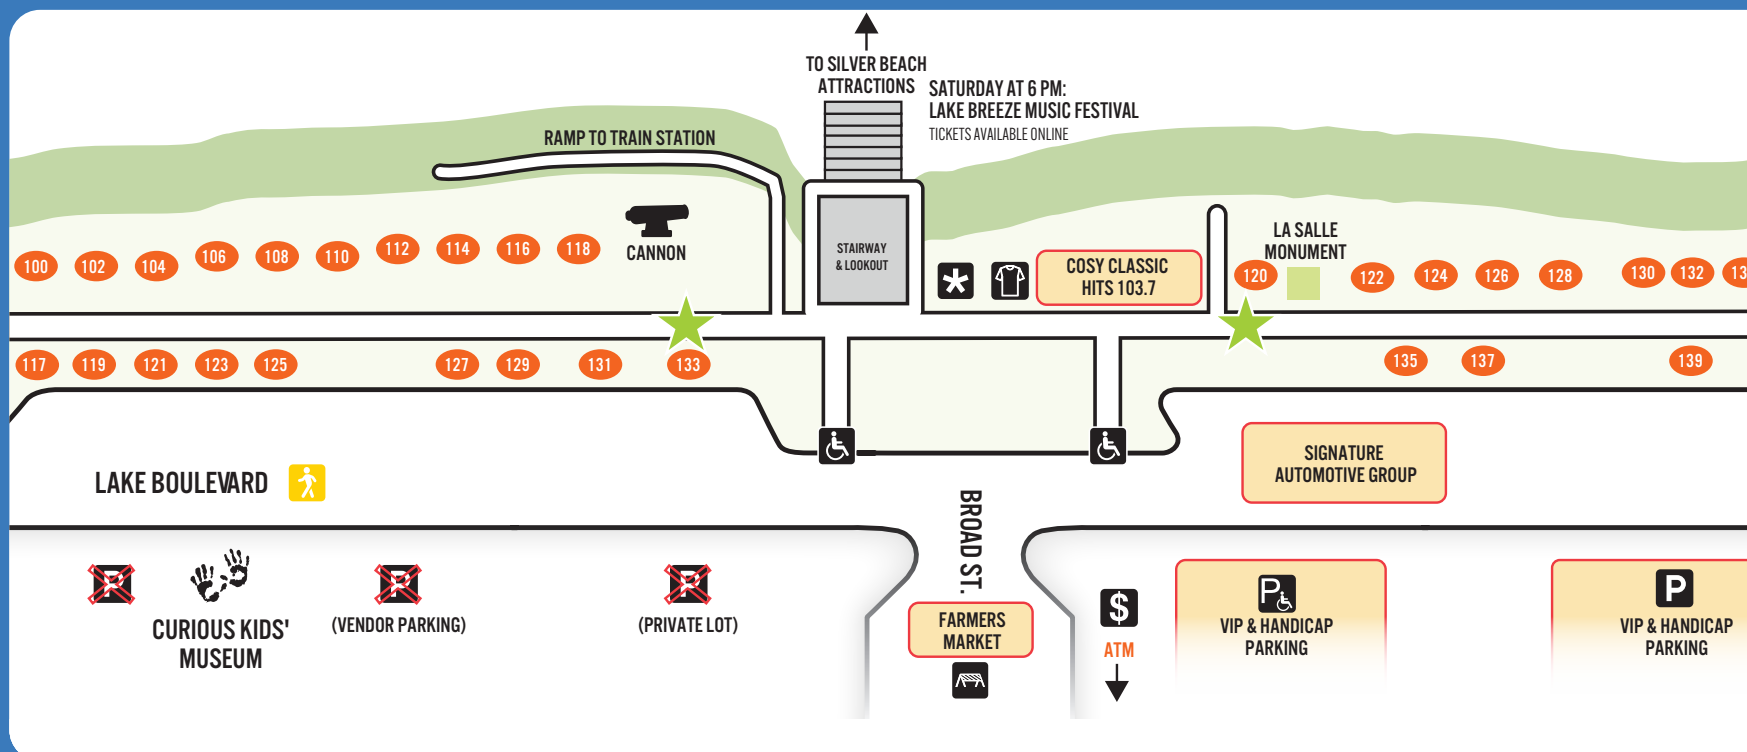 TO SILVER BEACH
ATTRACTIONS
SATURDAY AT 6 PM:
LAKE BREEZE MUSIC FESTIVAL
TICKETS AVAILABLE ONLINE
RAMP TO TRAIN STATION
CANNON
STAIRWAY
& LOOKOUT
COSY CLASSIC
HITS 103.7
LA SALLE
MONUMENT
100 102 104 106 108 110 112 114 116 118
120 122 124 126 128 130 132
117 119 121 123 125 127 129 131 133
135 137 139
SIGNATURE
AUTOMOTIVE GROUP
LAKE BOULEVARD
BROAD ST.
P
CURIOUS KIDS'
MUSEUM
P
(VENDOR PARKING)
P
(PRIVATE LOT)
FARMERS
MARKET
$
ATM
P
VIP & HANDICAP
PARKING
P
VIP & HANDICAP
PARKING